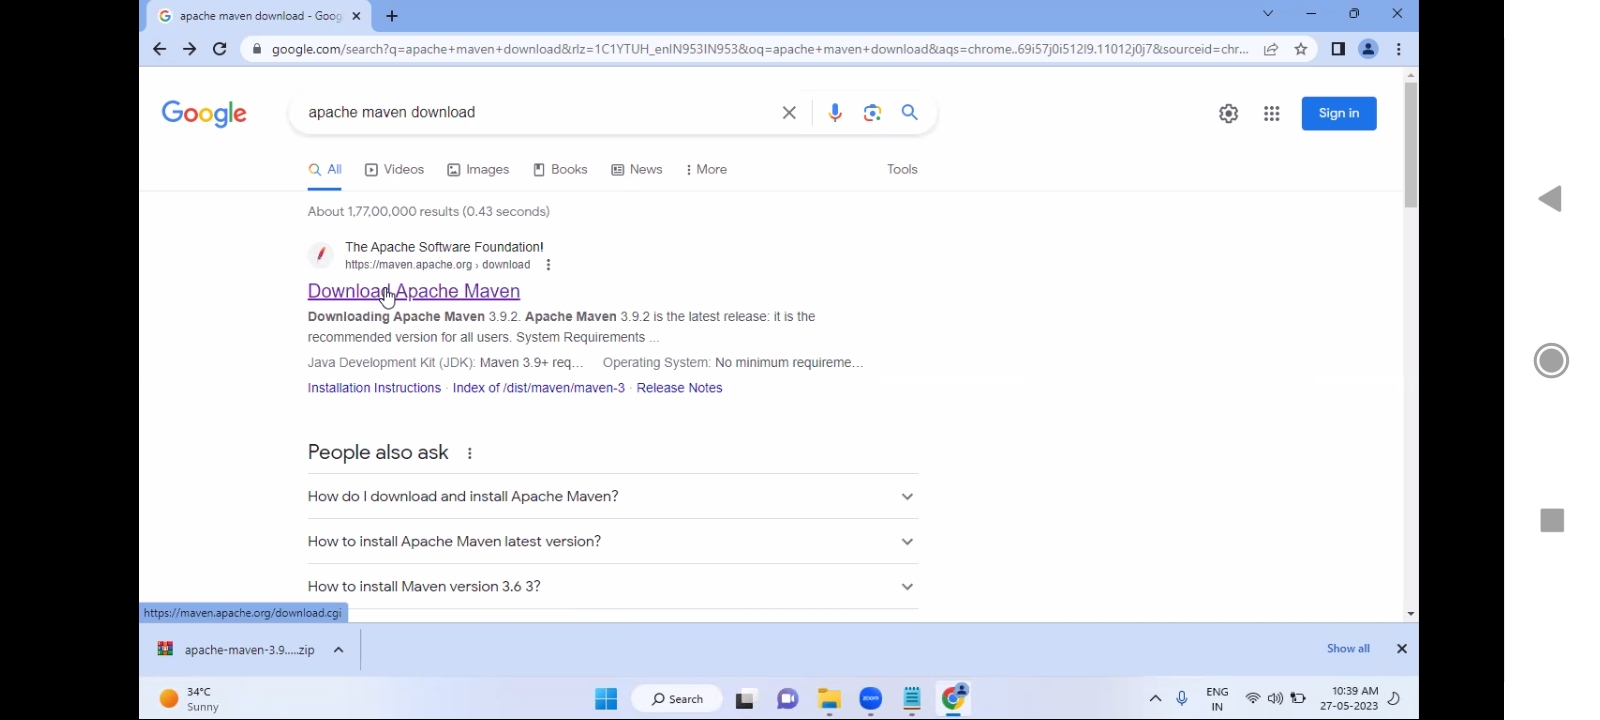 apache maven download - Goog
google.com/search?q=apache+maven+download&rlz=1C1YTUH_enIN953IN953&oq=apache+maven+download&aqs=chrome..69i57j0i512l9.11012j0j7&sourceid=chr...
Google
apache maven download
Sign in
All Videos Images Books News More Tools
About 1,77,00,000 results (0.43 seconds)
The Apache Software Foundation!
https://maven.apache.org › download
Download Apache Maven
Downloading Apache Maven 3.9.2. Apache Maven 3.9.2 is the latest release: it is the
recommended version for all users. System Requirements ...
Java Development Kit (JDK): Maven 3.9+ req... Operating System: No minimum requireme...
Installation Instructions · Index of /dist/maven/maven-3 · Release Notes
People also ask
How do I download and install Apache Maven?
How to install Apache Maven latest version?
How to install Maven version 3.6 3?
https://maven.apache.org/download.cgi
apache-maven-3.9.....zip
Show all
34°C
Sunny
Search
zoom
ENG
IN
10:39 AM
27-05-2023